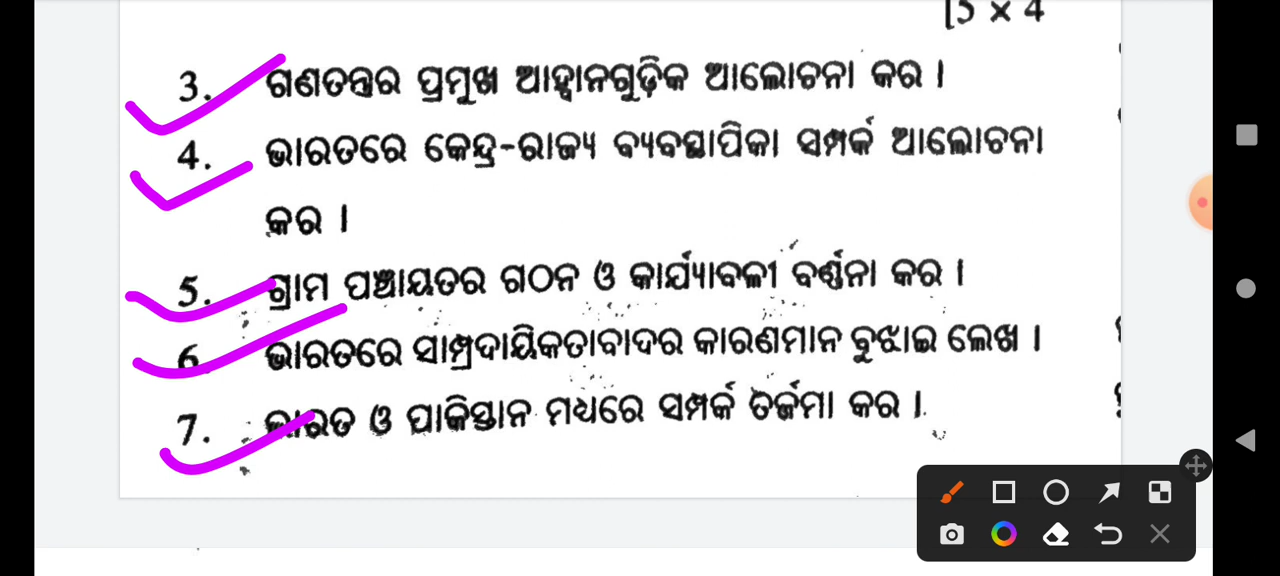 [5 × 4
3. ଗଣତନ୍ତ୍ରର ପ୍ରମୁଖ ଆହ୍ୱାନଗୁଡ଼ିକ ଆଲୋଚନା କର ।
4. ଭାରତରେ କେନ୍ଦ୍ର-ରାଜ୍ୟ ବ୍ୟବସ୍ଥାପିକା ସମ୍ପର୍କ ଆଲୋଚନା
କର ।
5. ଗ୍ରାମ ପଞ୍ଚାୟତର ଗଠନ ଓ କାର୍ଯ୍ୟାବଳୀ ବର୍ଣ୍ଣନା କର ।
6 ଭାରତରେ ସାମ୍ପ୍ରଦାୟିକତାବାଦର କାରଣମାନ ବୁଝାଇ ଲେଖ ।
7. ଭାରତ ଓ ପାକିସ୍ତାନ ମଧ୍ୟରେ ସମ୍ପର୍କ ତର୍ଜମା କର ।